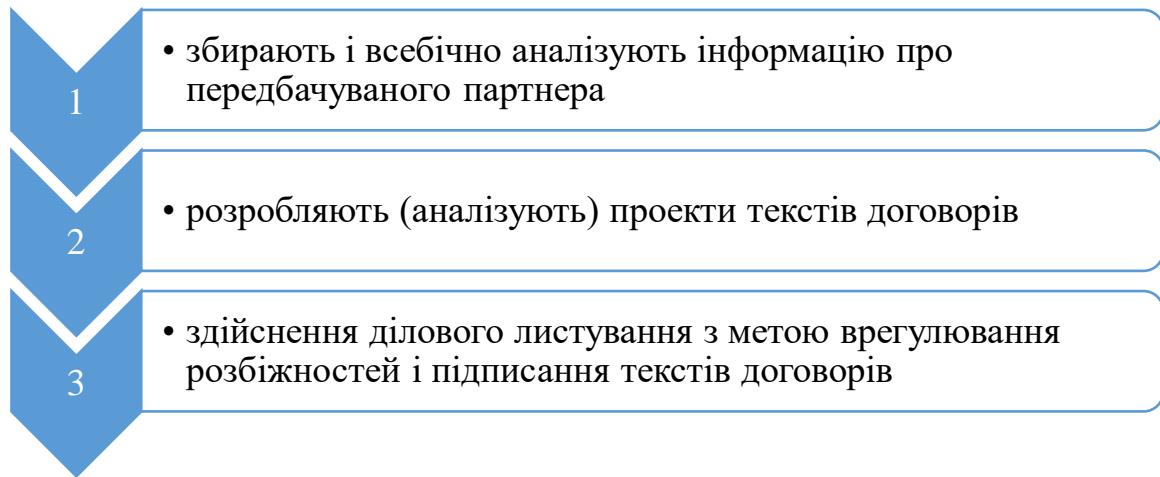 1
• збирають і всебічно аналізують інформацію про
передбачуваного партнера
2
• розробляють (аналізують) проекти текстів договорів
3
• здійснення ділового листування з метою врегулювання
розбіжностей і підписання текстів договорів